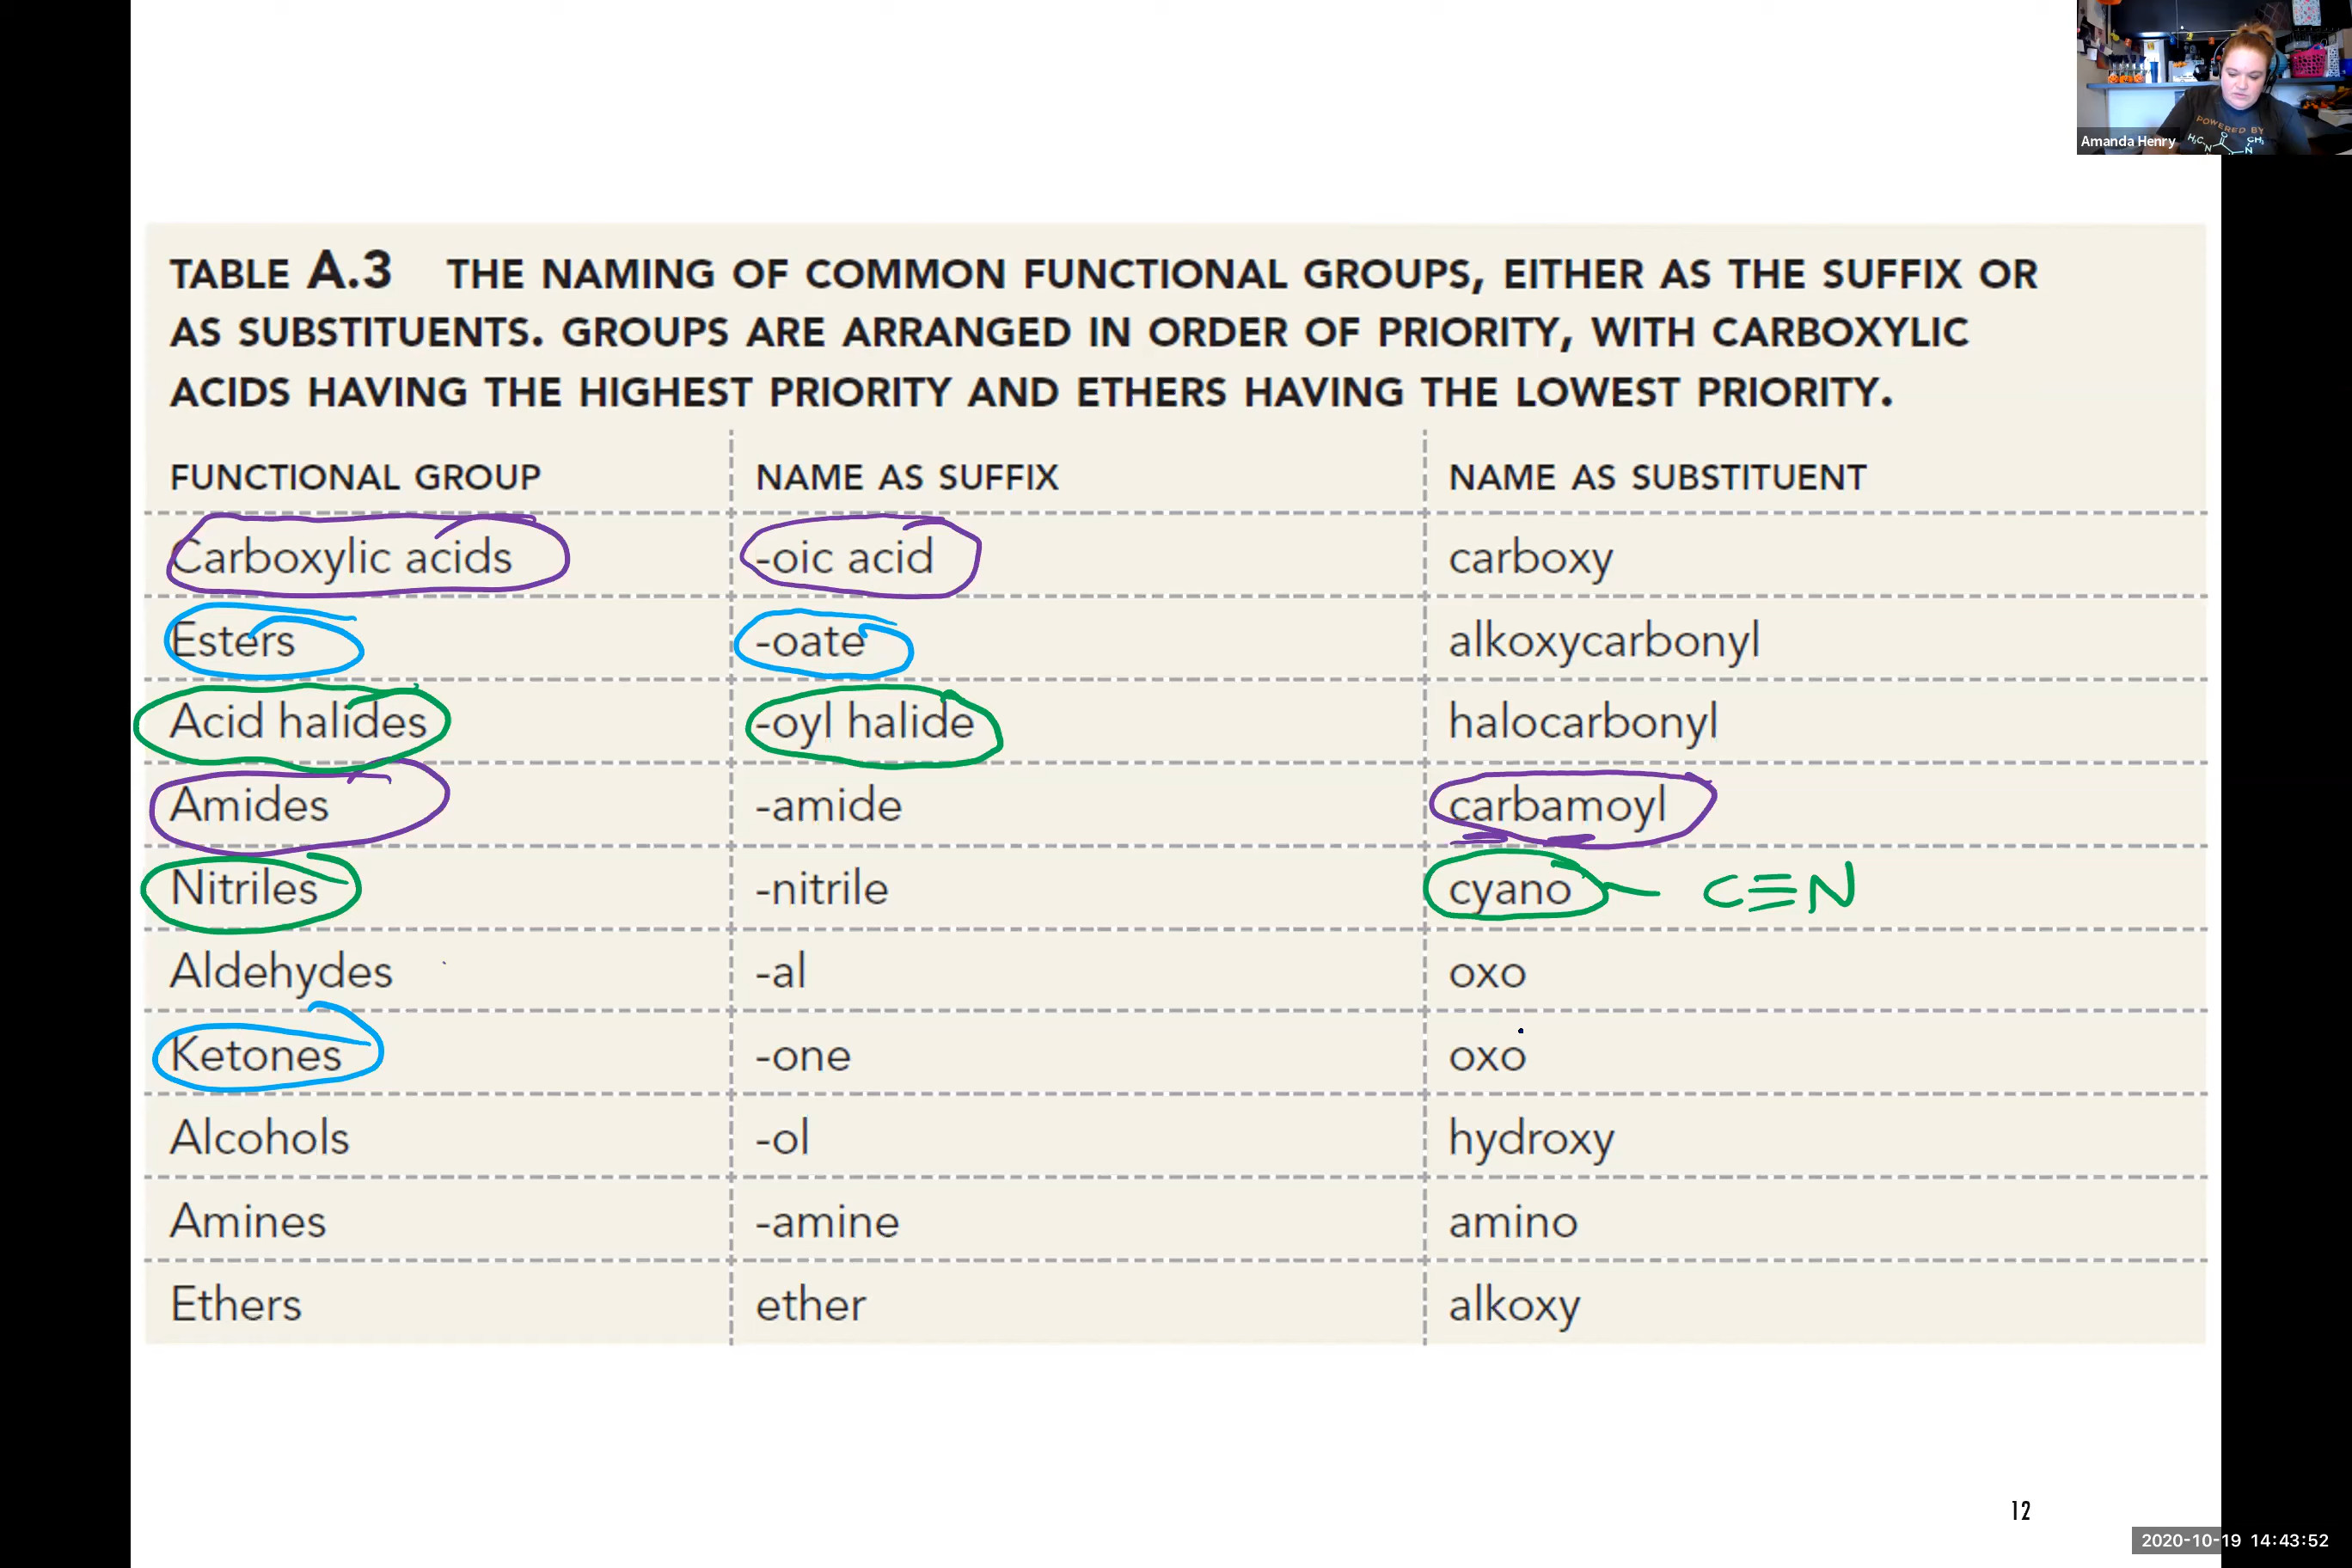 POWERED BY
H₃C
O
CH₃
N
N
Amanda Henry
TABLE A.3 THE NAMING OF COMMON FUNCTIONAL GROUPS, EITHER AS THE SUFFIX OR
AS SUBSTITUENTS. GROUPS ARE ARRANGED IN ORDER OF PRIORITY, WITH CARBOXYLIC
ACIDS HAVING THE HIGHEST PRIORITY AND ETHERS HAVING THE LOWEST PRIORITY.
FUNCTIONAL GROUP NAME AS SUFFIX NAME AS SUBSTITUENT
Carboxylic acids -oic acid carboxy
Esters -oate alkoxycarbonyl
Acid halides -oyl halide halocarbonyl
Amides -amide carbamoyl
Nitriles -nitrile cyano C≡N
Aldehydes -al oxo
Ketones -one oxo
Alcohols -ol hydroxy
Amines -amine amino
Ethers ether alkoxy
12
2020-10-19 14:43:52